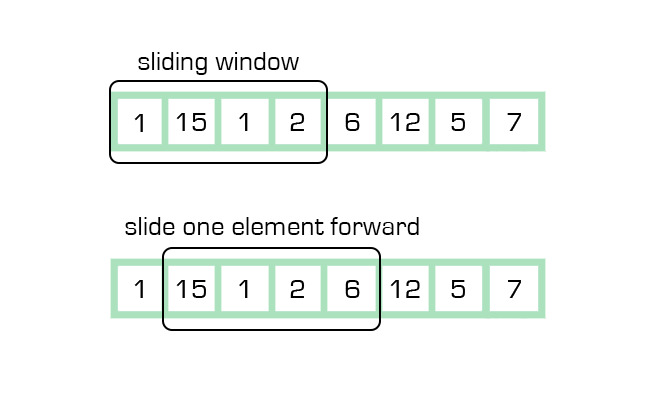 sliding window
1 15 1 2 6 12 5 7
slide one element forward
1 15 1 2 6 12 5 7